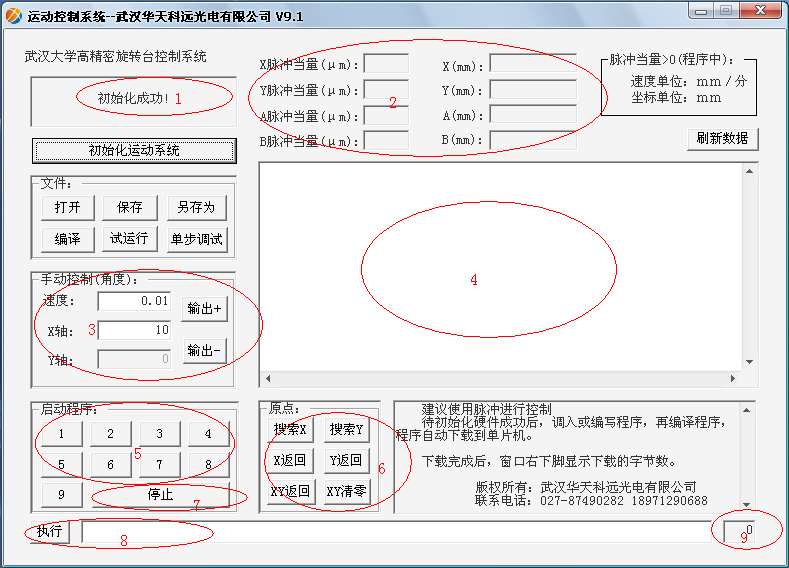 运动控制系统--武汉华天科远光电有限公司 V9.1
武汉大学高精密旋转台控制系统
初始化成功! 1
初始化运动系统
X脉冲当量(μm):
Y脉冲当量(μm):
A脉冲当量(μm):
B脉冲当量(μm):
2
X(mm):
Y(mm):
A(mm):
B(mm):
脉冲当量>0(程序中):
速度单位: mm/分
坐标单位: mm
刷新数据
文件:
打开 保存 另存为
编译 试运行 单步调试
手动控制(角度):
速度: 0.01
X轴: 10
Y轴: 0
输出+
输出-
3
4
启动程序:
1 2 3 4
5 6 7 8
9 停止
5
7
原点:
搜索X 搜索Y
X返回 Y返回
XY返回 XY清零
6
建议使用脉冲进行控制
待初始化硬件成功后，调入或编写程序，再编译程序，
程序自动下载到单片机。
下载完成后，窗口右下脚显示下载的字节数。
版权所有: 武汉华天科远光电有限公司
联系电话: 027-87490282 18971290688
执行
8
0
9